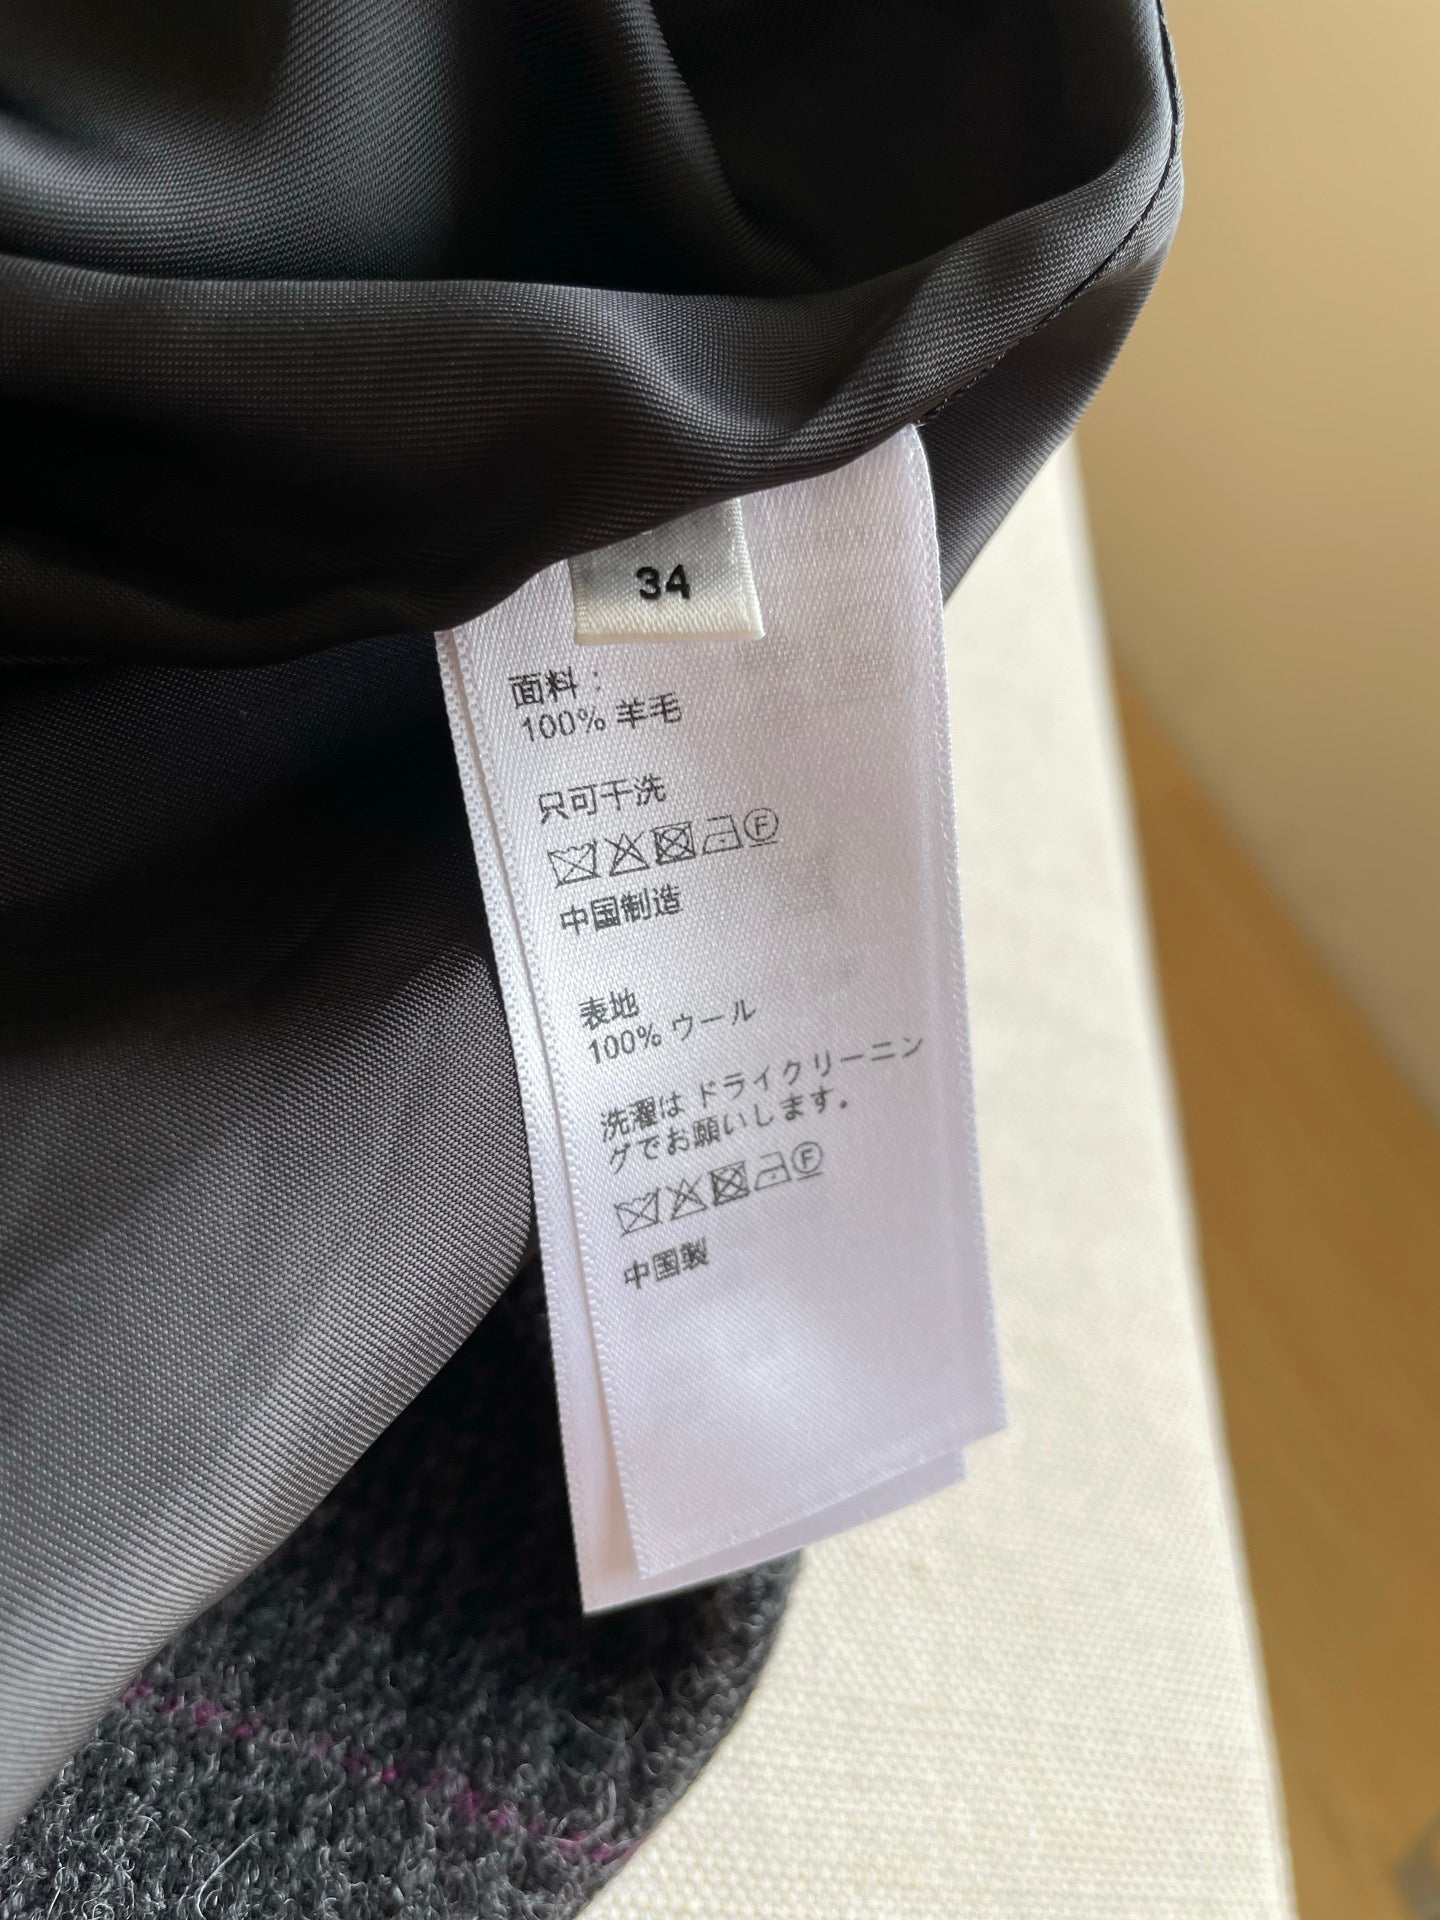 34
面料：
100% 羊毛
只可干洗
F
中国制造
表地
100% ウール
洗濯は ドライクリーニン
グでお願いします.
F
中国製